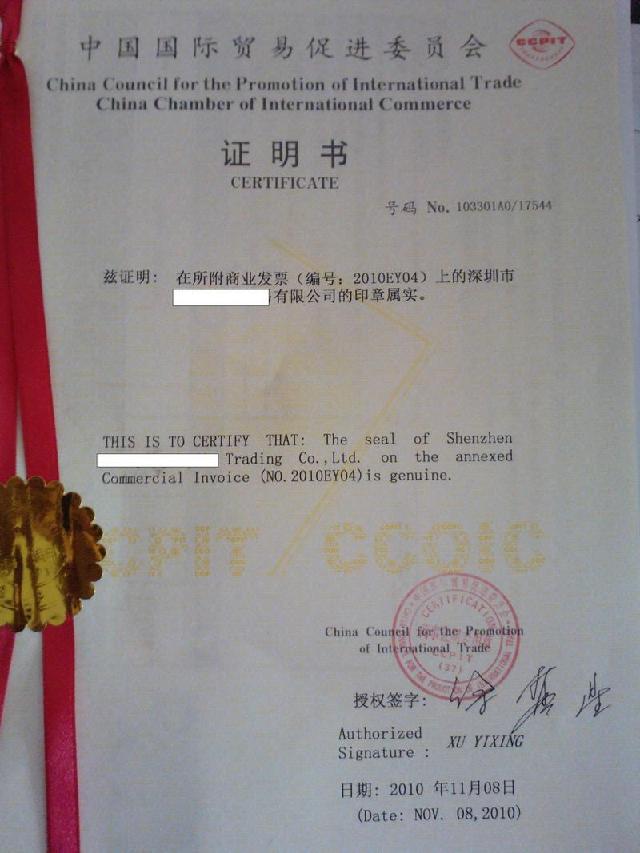 中国国际贸易促进委员会
CCPIT
China Council for the Promotion of International Trade
China Chamber of International Commerce
证明书
CERTIFICATE
号码 No. 103301A0/17544
兹证明: 在所附商业发票(编号: 2010EY04)上的深圳市
有限公司的印章属实。
THIS IS TO CERTIFY THAT: The seal of Shenzhen
Trading Co.,Ltd. on the annexed
Commercial Invoice (NO.2010EY04)is genuine.
CCPIT / CCOIC
China Council for the Promotion
of International Trade
CERTIFICATION
CCPIT
(37)
授权签字:
Authorized
Signature : XU YIXING
日期: 2010 年11月08日
(Date: NOV. 08,2010)